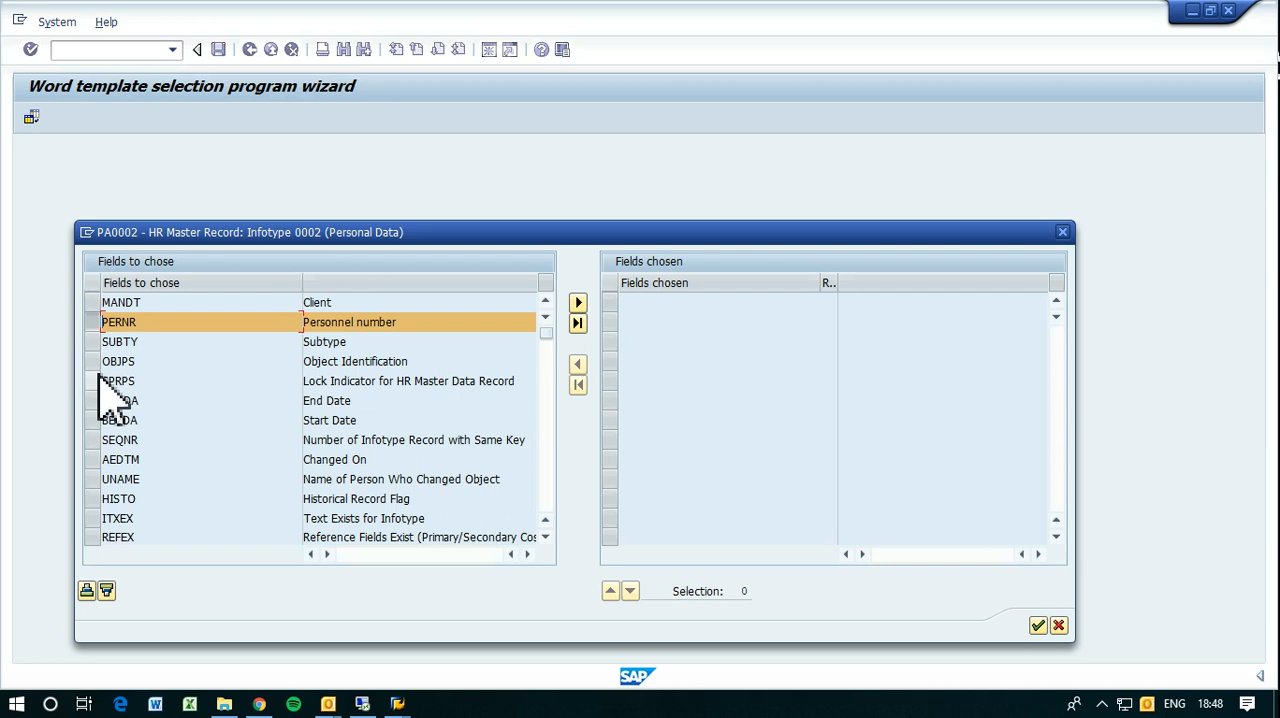 System Help
Word template selection program wizard
PA0002 - HR Master Record: Infotype 0002 (Personal Data)
Fields to chose
Fields chosen
Fields to chose
Fields chosen R..
MANDT Client
PERNR Personnel number
SUBTY Subtype
OBJPS Object Identification
Lock Indicator for HR Master Data Record
End Date
Start Date
SEQNR Number of Infotype Record with Same Key
AEDTM Changed On
UNAME Name of Person Who Changed Object
HISTO Historical Record Flag
ITXEX Text Exists for Infotype
REFEX Reference Fields Exist (Primary/Secondary Cos
Selection: 0
SAP
ENG 18:48